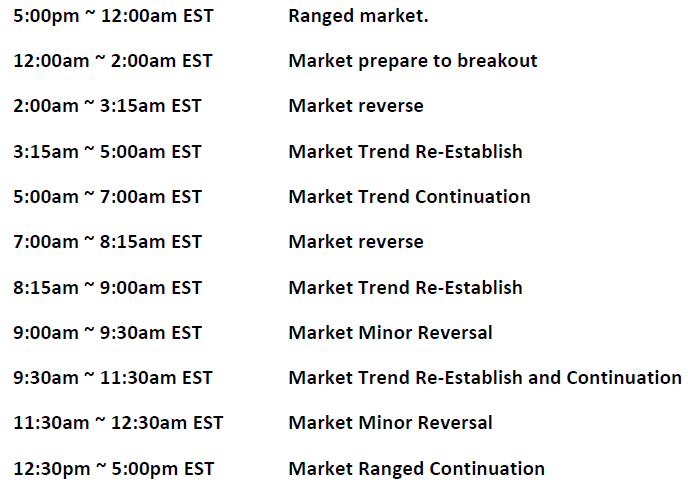 5:00pm ~ 12:00am EST Ranged market.
12:00am ~ 2:00am EST Market prepare to breakout
2:00am ~ 3:15am EST Market reverse
3:15am ~ 5:00am EST Market Trend Re-Establish
5:00am ~ 7:00am EST Market Trend Continuation
7:00am ~ 8:15am EST Market reverse
8:15am ~ 9:00am EST Market Trend Re-Establish
9:00am ~ 9:30am EST Market Minor Reversal
9:30am ~ 11:30am EST Market Trend Re-Establish and Continuation
11:30am ~ 12:30am EST Market Minor Reversal
12:30pm ~ 5:00pm EST Market Ranged Continuation